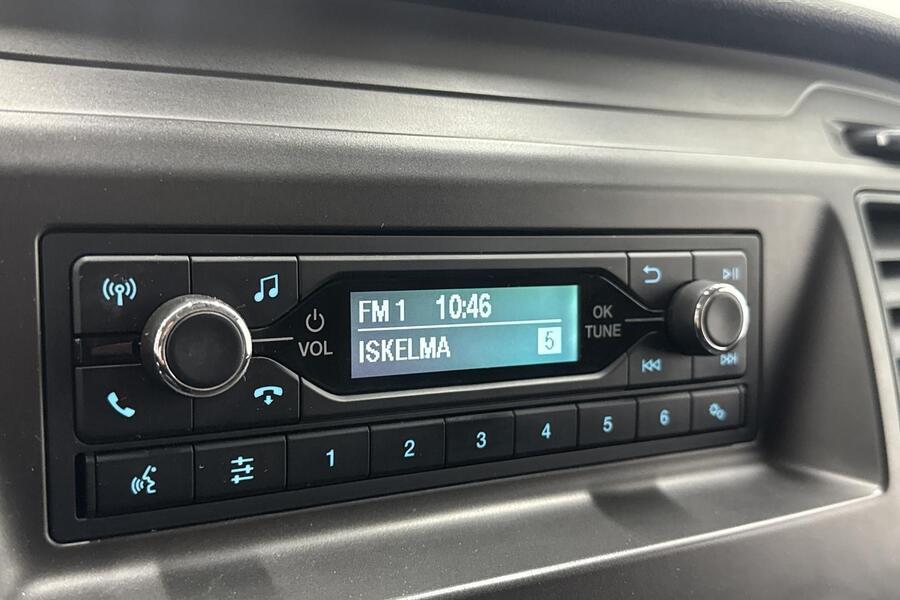 FM 1 10:46
ISKELMA 5
VOL
OK
TUNE
1 2 3 4 5 6